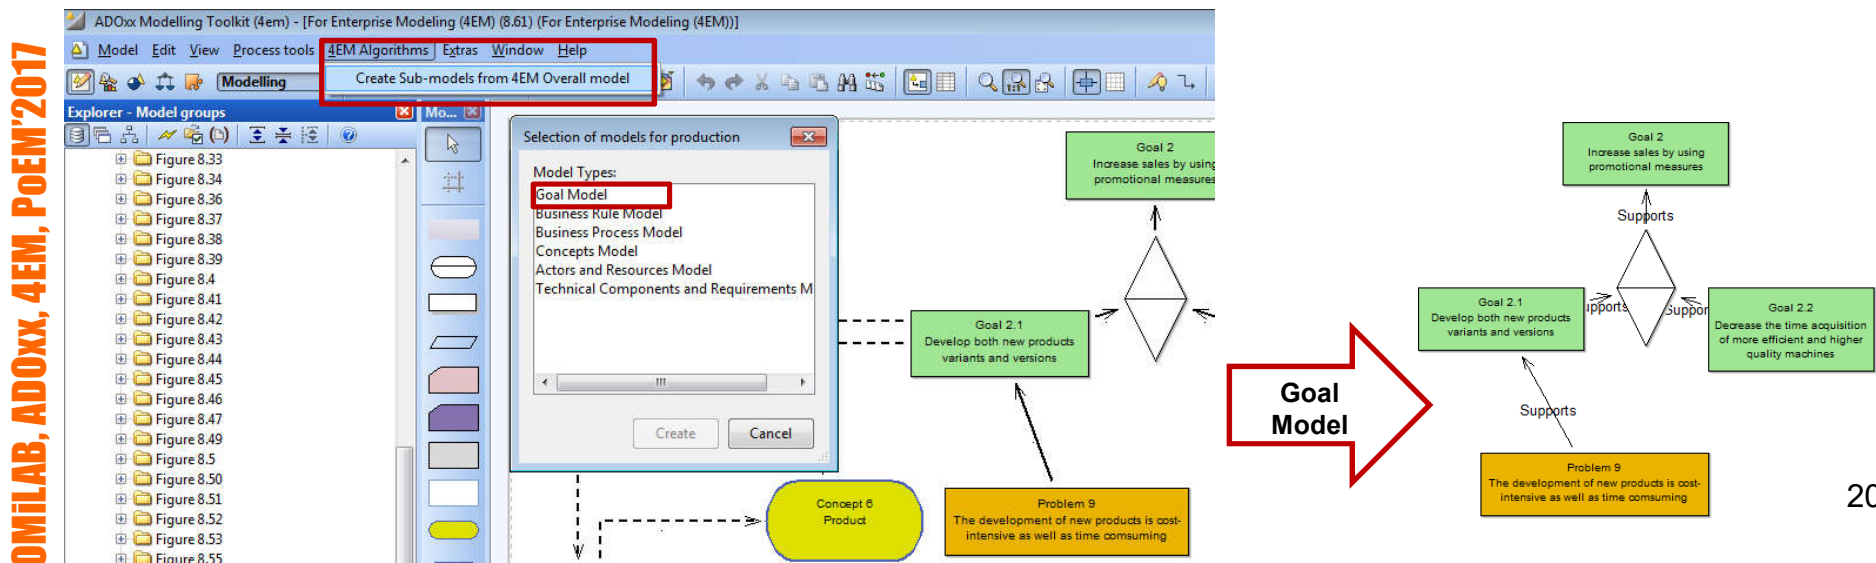 OMiLAB, ADOxx, 4EM, PoEM'2017
ADOxx Modelling Toolkit (4em) - [For Enterprise Modeling (4EM) (8.61) (For Enterprise Modeling (4EM))]
Model Edit View Process tools 4EM Algorithms Extras Window Help
Modelling
Create Sub-models from 4EM Overall model
Explorer - Model groups
Mo...
Figure 8.33
Figure 8.34
Figure 8.36
Figure 8.37
Figure 8.38
Figure 8.39
Figure 8.4
Figure 8.41
Figure 8.42
Figure 8.43
Figure 8.44
Figure 8.45
Figure 8.46
Figure 8.47
Figure 8.49
Figure 8.5
Figure 8.50
Figure 8.51
Figure 8.52
Figure 8.53
Figure 8.55
Selection of models for production
Model Types:
Goal Model
Business Rule Model
Business Process Model
Concepts Model
Actors and Resources Model
Technical Components and Requirements M
Create Cancel
Goal 2
Increase sales by using
promotional measures
Goal 2.1
Develop both new products
variants and versions
Concept 6
Product
Problem 9
The development of new products is cost-
intensive as well as time comsuming
Goal
Model
Goal 2
Increase sales by using
promotional measures
Supports
Goal 2.1
Develop both new products
variants and versions
upports
Suppor
Goal 2.2
Decrease the time acquisition
of more efficient and higher
quality machines
Supports
Problem 9
The development of new products is cost-
intensive as well as time comsuming
20